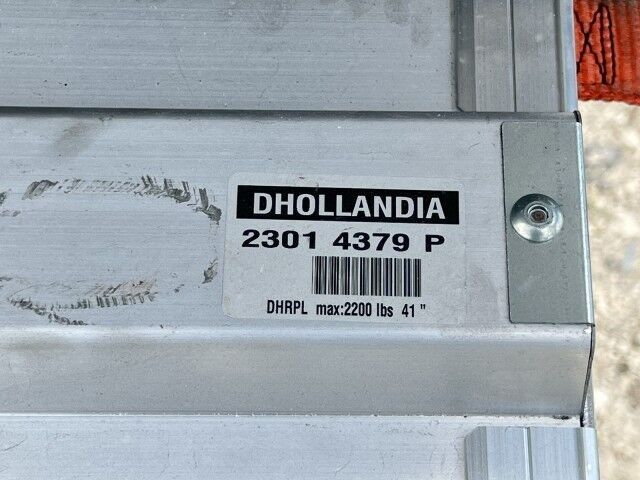 DHOLLANDIA
2301 4379 P
DHRPL max:2200 lbs 41 "